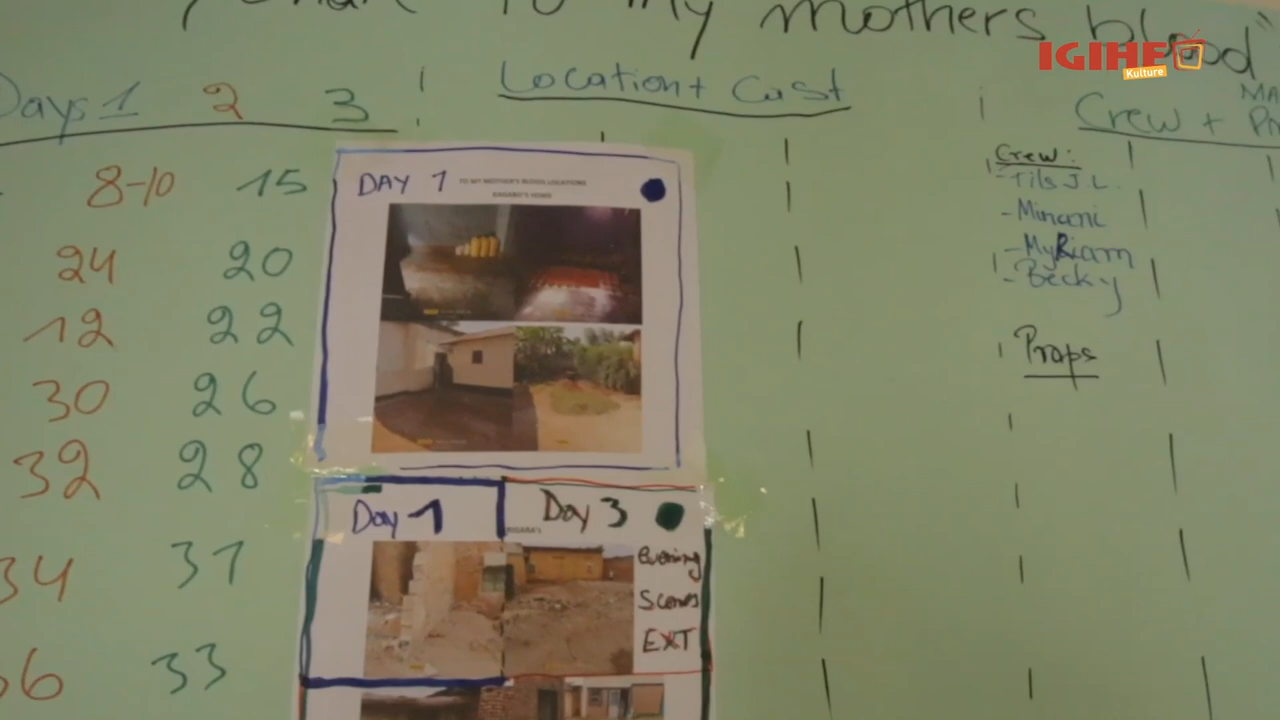 TO my mothers blood"
IGIHE
Kulture
Days 1 2 3
Location + Cast
Crew +
8-10 15
24 20
12 22
30 26
32 28
34 31
33
DAY 1
TO MY MOTHER'S BLOOD LOCATIONS
HOME
Day 1
Day 3
Evening
Scenes
EXT
Crew:
- Tils J.L.
- Minani
- Myriam
- Becky
Props